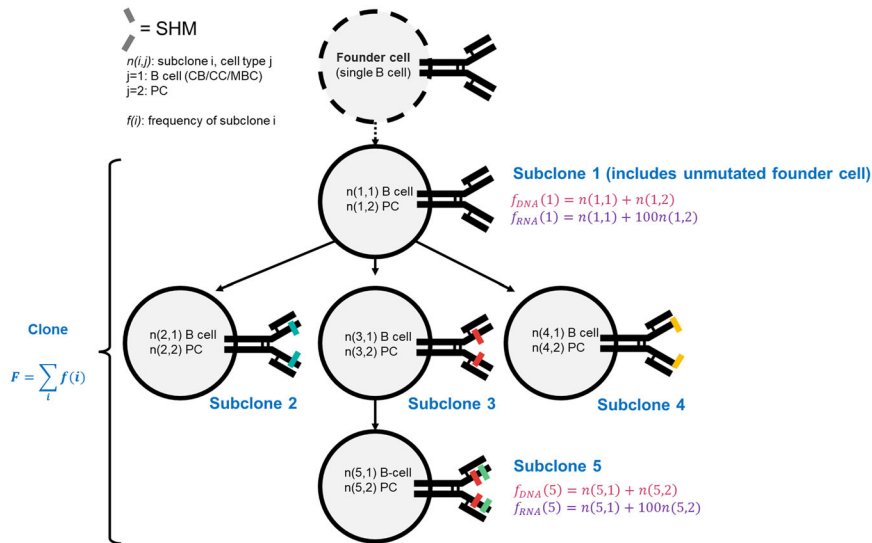 = SHM
n(i,j): subclone i, cell type j
j=1: B cell (CB/CC/MBC)
j=2: PC
f(i): frequency of subclone i
Founder cell
(single B cell)
Subclone 1 (includes unmutated founder cell)
n(1,1) B cell
n(1,2) PC
f_DNA(1) = n(1,1) + n(1,2)
f_RNA(1) = n(1,1) + 100n(1,2)
Clone
F = ∑_i f(i)
n(2,1) B cell
n(2,2) PC
Subclone 2
n(3,1) B cell
n(3,2) PC
Subclone 3
n(4,1) B cell
n(4,2) PC
Subclone 4
n(5,1) B-cell
n(5,2) PC
Subclone 5
f_DNA(5) = n(5,1) + n(5,2)
f_RNA(5) = n(5,1) + 100n(5,2)